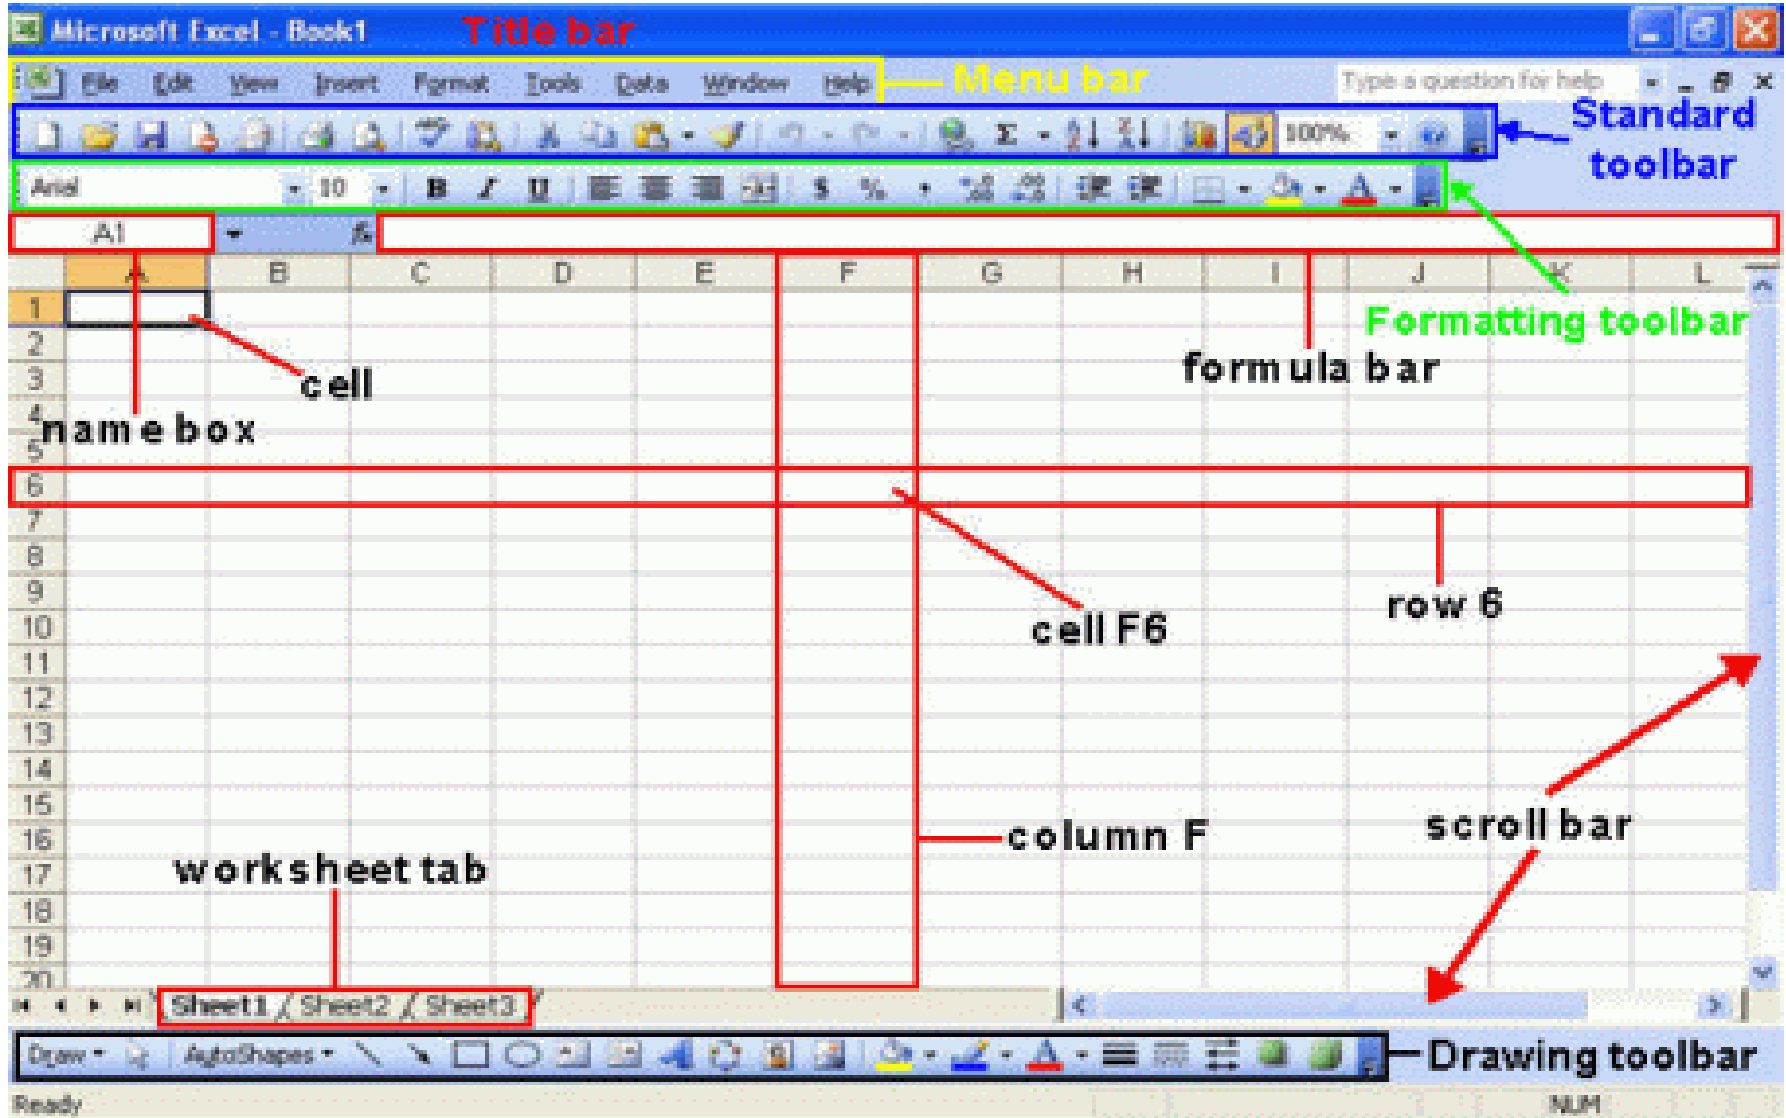 Microsoft Excel - Book1 Title bar
File Edit View Insert Format Tools Data Window Help Menu bar Type a question for help
Σ 100% Standard
toolbar
Arial 10 B I U $ % , A
A1 fx
A B C D E F G H I J K L
1
Formatting toolbar
2
formula bar
3
cell
4
name box
5
6
7
8
9
row 6
10
cell F6
11
12
13
14
15
scroll bar
16
column F
17
worksheet tab
18
19
20
Sheet1 Sheet2 Sheet3
Draw AutoShapes A Drawing toolbar
Ready NUM